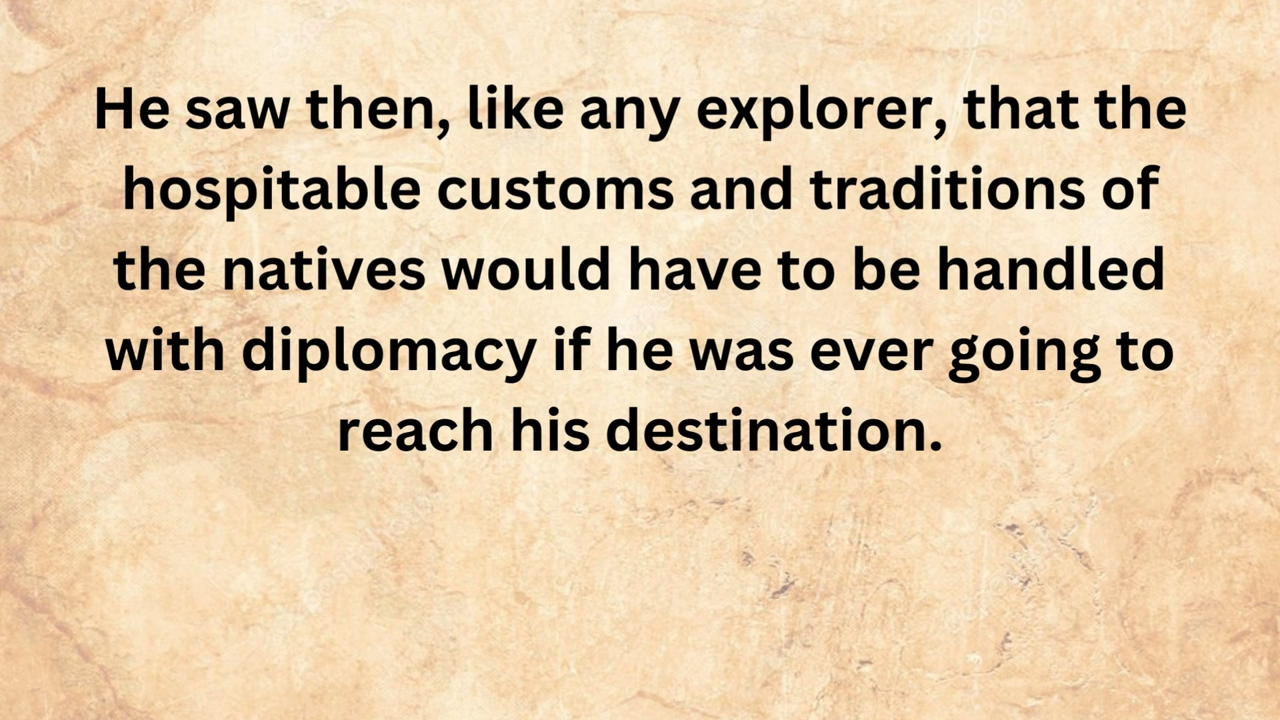 He saw then, like any explorer, that the
hospitable customs and traditions of
the natives would have to be handled
with diplomacy if he was ever going to
reach his destination.